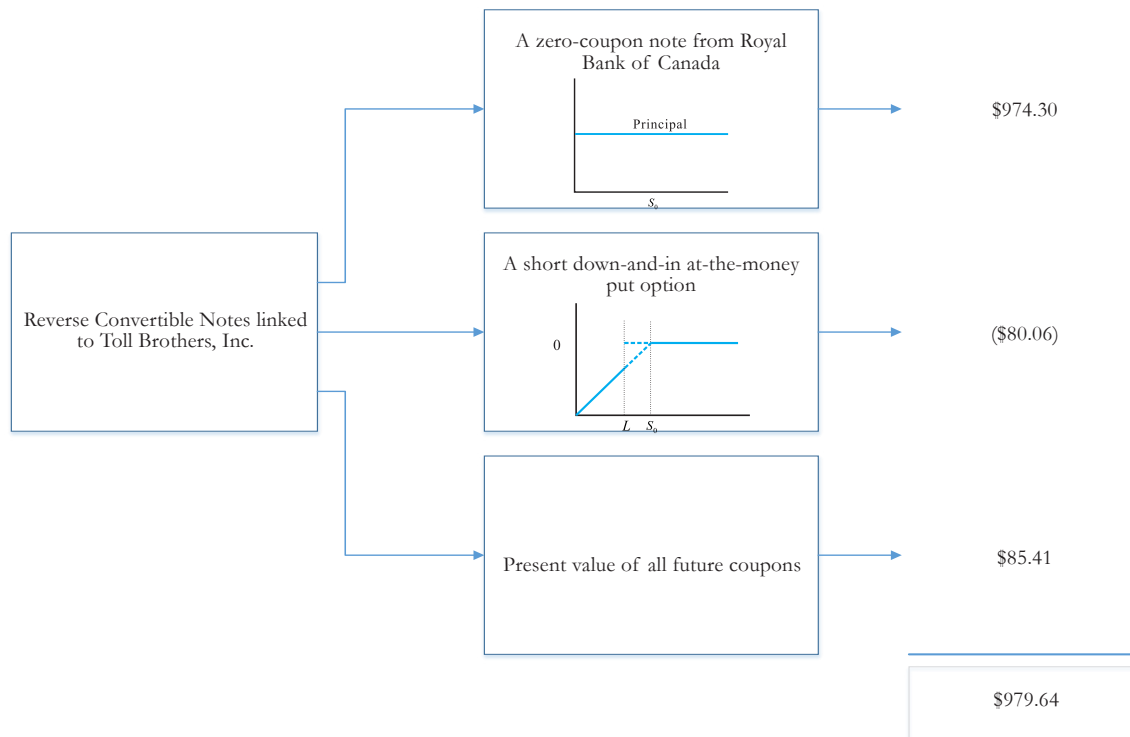 A zero-coupon note from Royal
Bank of Canada
Principal
S₀
$974.30
Reverse Convertible Notes linked
to Toll Brothers, Inc.
A short down-and-in at-the-money
put option
0
L S₀
($80.06)
Present value of all future coupons
$85.41
$979.64